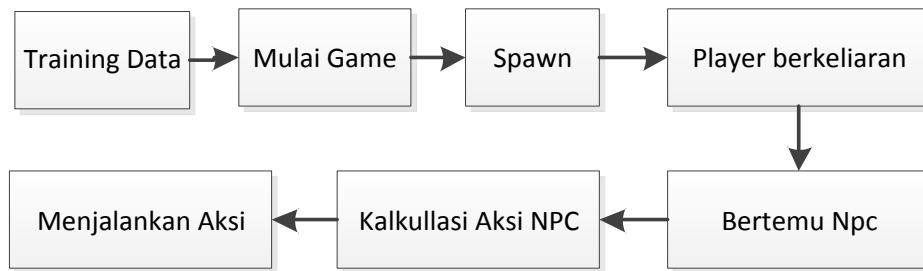 Training Data
Mulai Game
Spawn
Player berkeliaran
Bertemu Npc
Kalkullasi Aksi NPC
Menjalankan Aksi